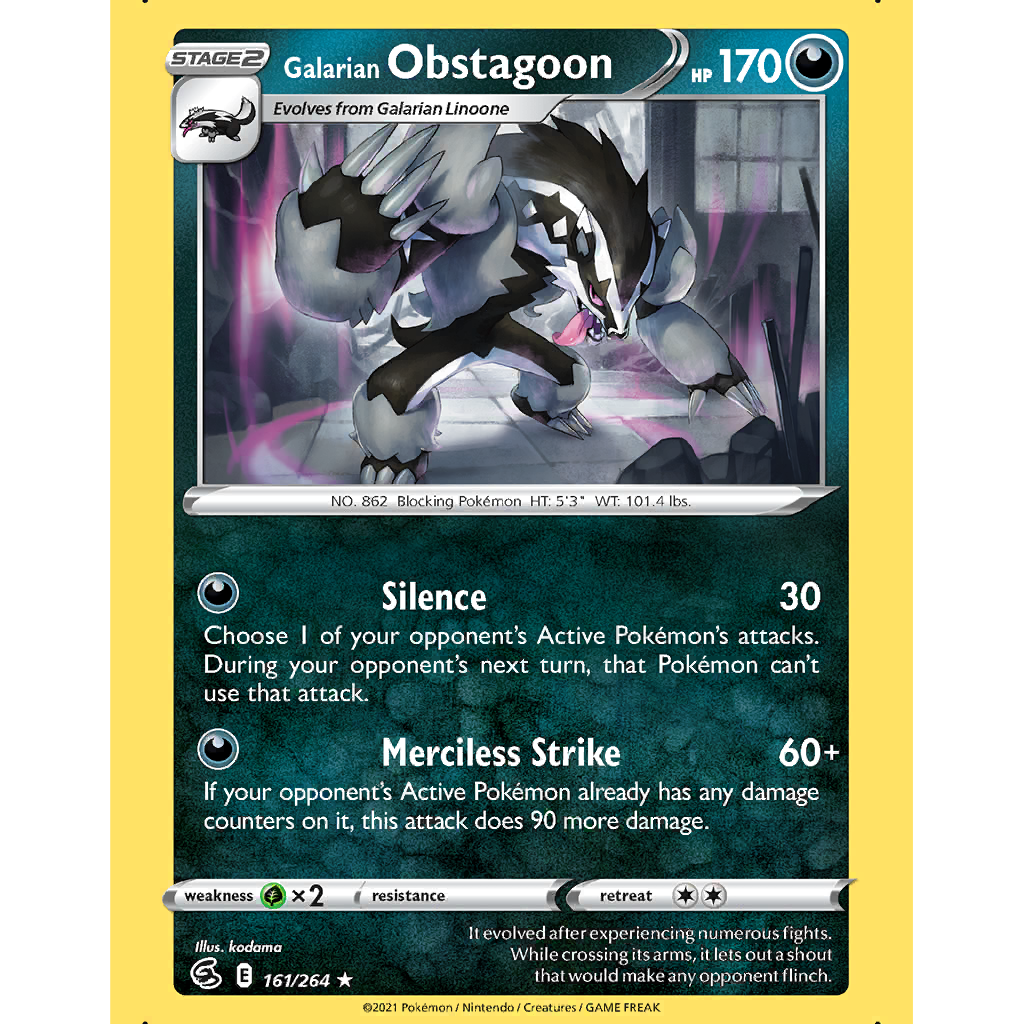 STAGE2
Galarian Obstagoon
HP 170
Evolves from Galarian Linoone
NO. 862 Blocking Pokémon HT: 5'3" WT: 101.4 lbs.
Silence 30
Choose 1 of your opponent's Active Pokémon's attacks.
During your opponent's next turn, that Pokémon can't
use that attack.
Merciless Strike 60+
If your opponent's Active Pokémon already has any damage
counters on it, this attack does 90 more damage.
weakness ×2 resistance retreat
It evolved after experiencing numerous fights.
While crossing its arms, it lets out a shout
that would make any opponent flinch.
Illus. kodama
E 161/264 ★
©2021 Pokémon / Nintendo / Creatures / GAME FREAK